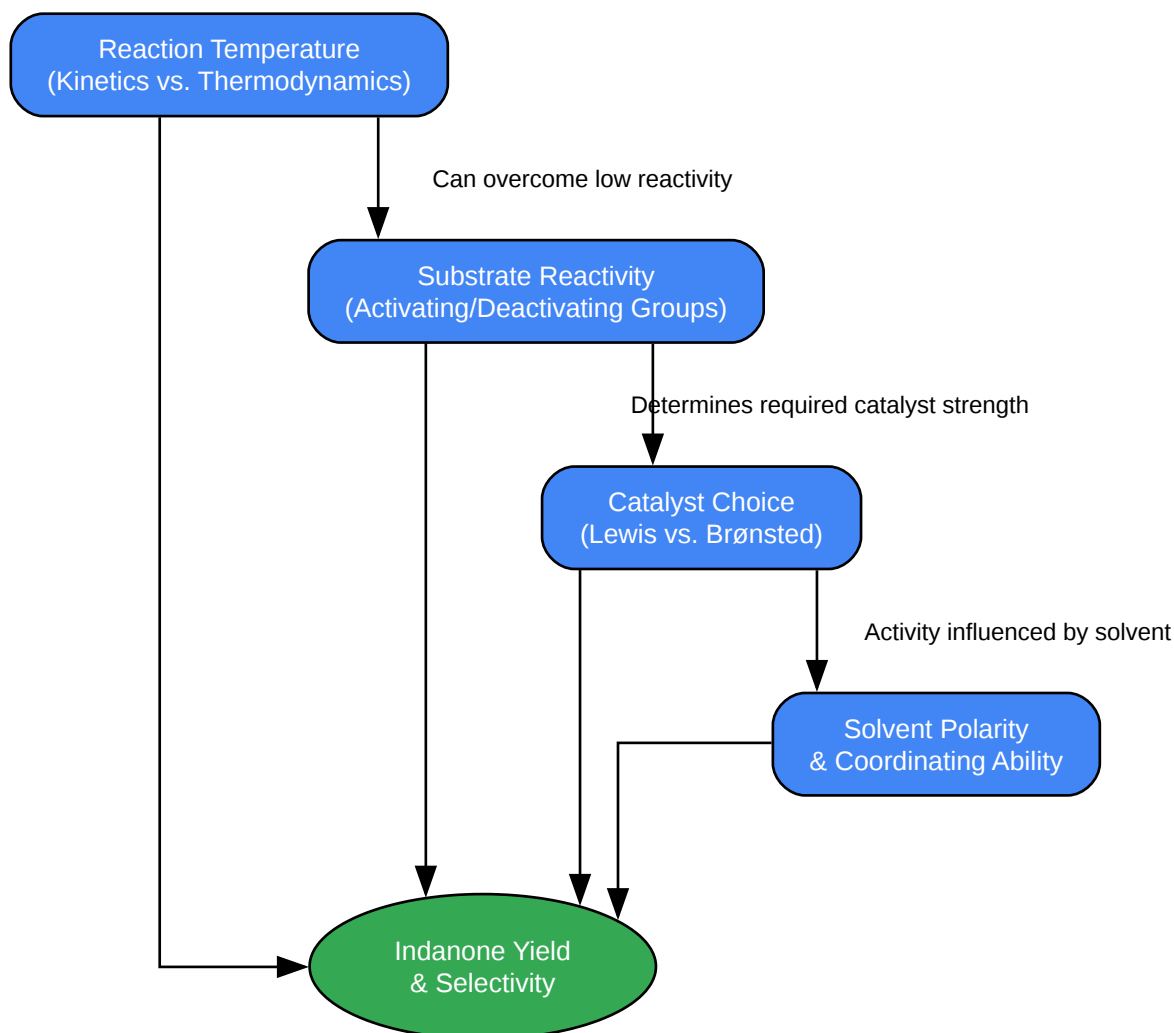 Reaction Temperature
(Kinetics vs. Thermodynamics)
Can overcome low reactivity
Substrate Reactivity
(Activating/Deactivating Groups)
Determines required catalyst strength
Catalyst Choice
(Lewis vs. Brønsted)
Activity influenced by solvent
Solvent Polarity
& Coordinating Ability
Indanone Yield
& Selectivity